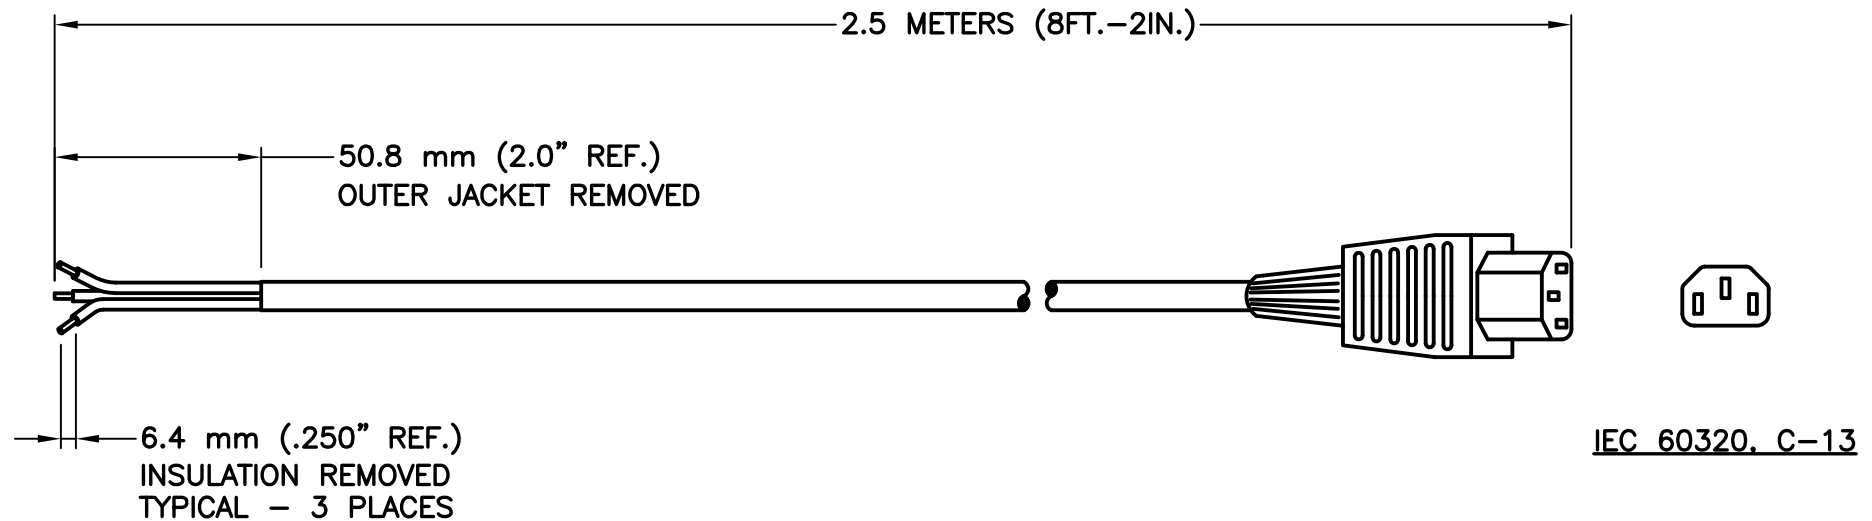 2.5 METERS (8FT.-2IN.)
50.8 mm (2.0" REF.)
OUTER JACKET REMOVED
6.4 mm (.250" REF.)
INSULATION REMOVED
TYPICAL - 3 PLACES
IEC 60320, C-13